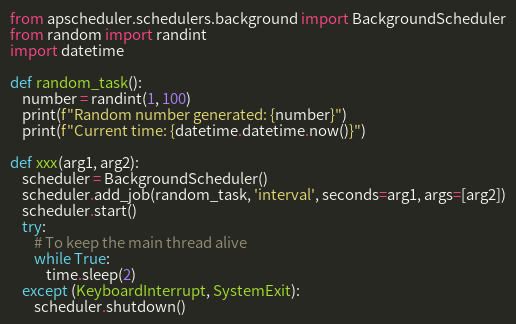 from apscheduler.schedulers.background import BackgroundScheduler
from random import randint
import datetime

def random_task():
    number = randint(1, 100)
    print(f"Random number generated: {number}")
    print(f"Current time: {datetime.datetime.now()}")

def xxx(arg1, arg2):
    scheduler = BackgroundScheduler()
    scheduler.add_job(random_task, 'interval', seconds=arg1, args=[arg2])
    scheduler.start()
    try:
        # To keep the main thread alive
        while True:
            time.sleep(2)
    except (KeyboardInterrupt, SystemExit):
        scheduler.shutdown()